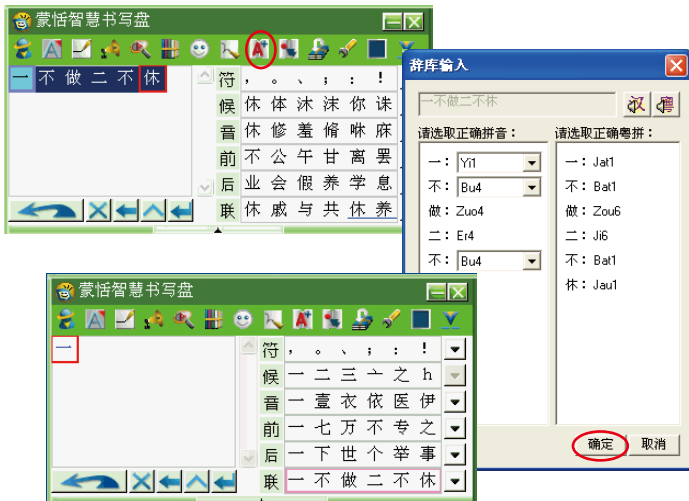 蒙恬智慧书写盘
一不做二不休
符 ， 。 、 ； ： ！
候 休 体 沐 沫 你 诛
音 休 修 羞 脩 咻 庥
前 不 公 午 甘 离 罢
后 业 会 假 养 学 息
联 休 戚 与 共 休 养
辞库输入
一不做二不休
汉 粤
请选取正确拼音： 请选取正确粤拼：
一： Yi1 一： Jat1
不： Bu4 不： Bat1
做： Zuo4 做： Zou6
二： Er4 二： Ji6
不： Bu4 不： Bat1
休： Jau1
确定 取消
蒙恬智慧书写盘
一
符 ， 。 、 ； ： ！
候 一 二 三 亠 之 h
音 一 壹 衣 依 医 伊
前 一 七 万 不 专 之
后 一 下 世 个 举 事
联 一 不 做 二 不 休